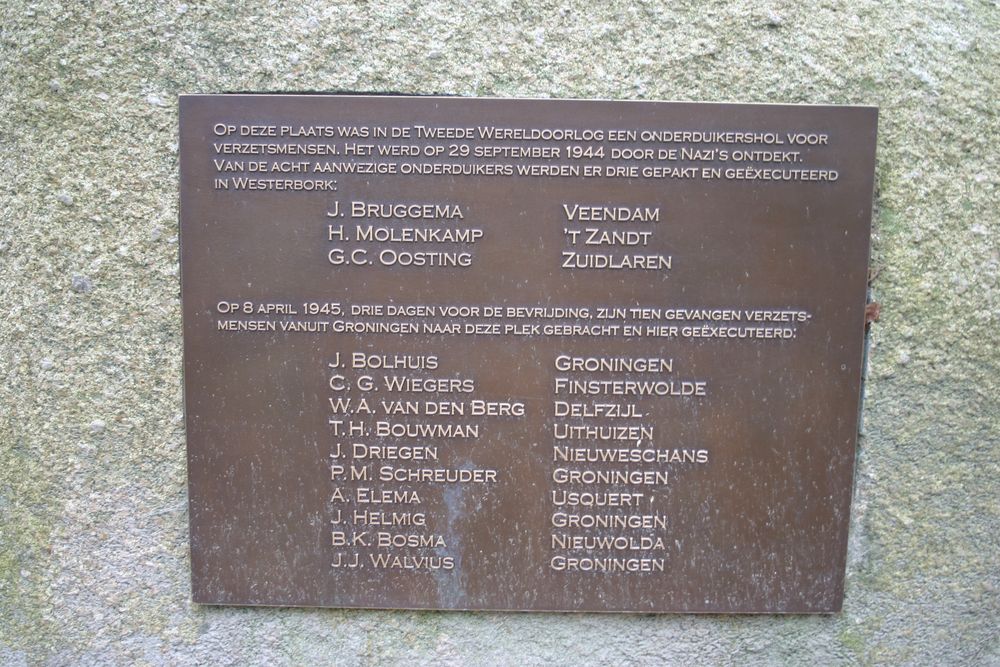 Op deze plaats was in de Tweede Wereldoorlog een onderduikershol voor
verzetsmensen. Het werd op 29 september 1944 door de Nazi's ontdekt.
Van de acht aanwezige onderduikers werden er drie gepakt en geëxecuteerd
in Westerbork:
J. Bruggema Veendam
H. Molenkamp 't Zandt
G.C. Oosting Zuidlaren
Op 8 april 1945, drie dagen voor de bevrijding, zijn tien gevangen verzets-
mensen vanuit Groningen naar deze plek gebracht en hier geëxecuteerd:
J. Bolhuis Groningen
C. G. Wiegers Finsterwolde
W.A. van den Berg Delfzijl
T.H. Bouwman Uithuizen
J. Driegen Nieuweschans
P.M. Schreuder Groningen
A. Elema Usquert
J. Helmig Groningen
B.K. Bosma Nieuwolda
J.J. Walvius Groningen